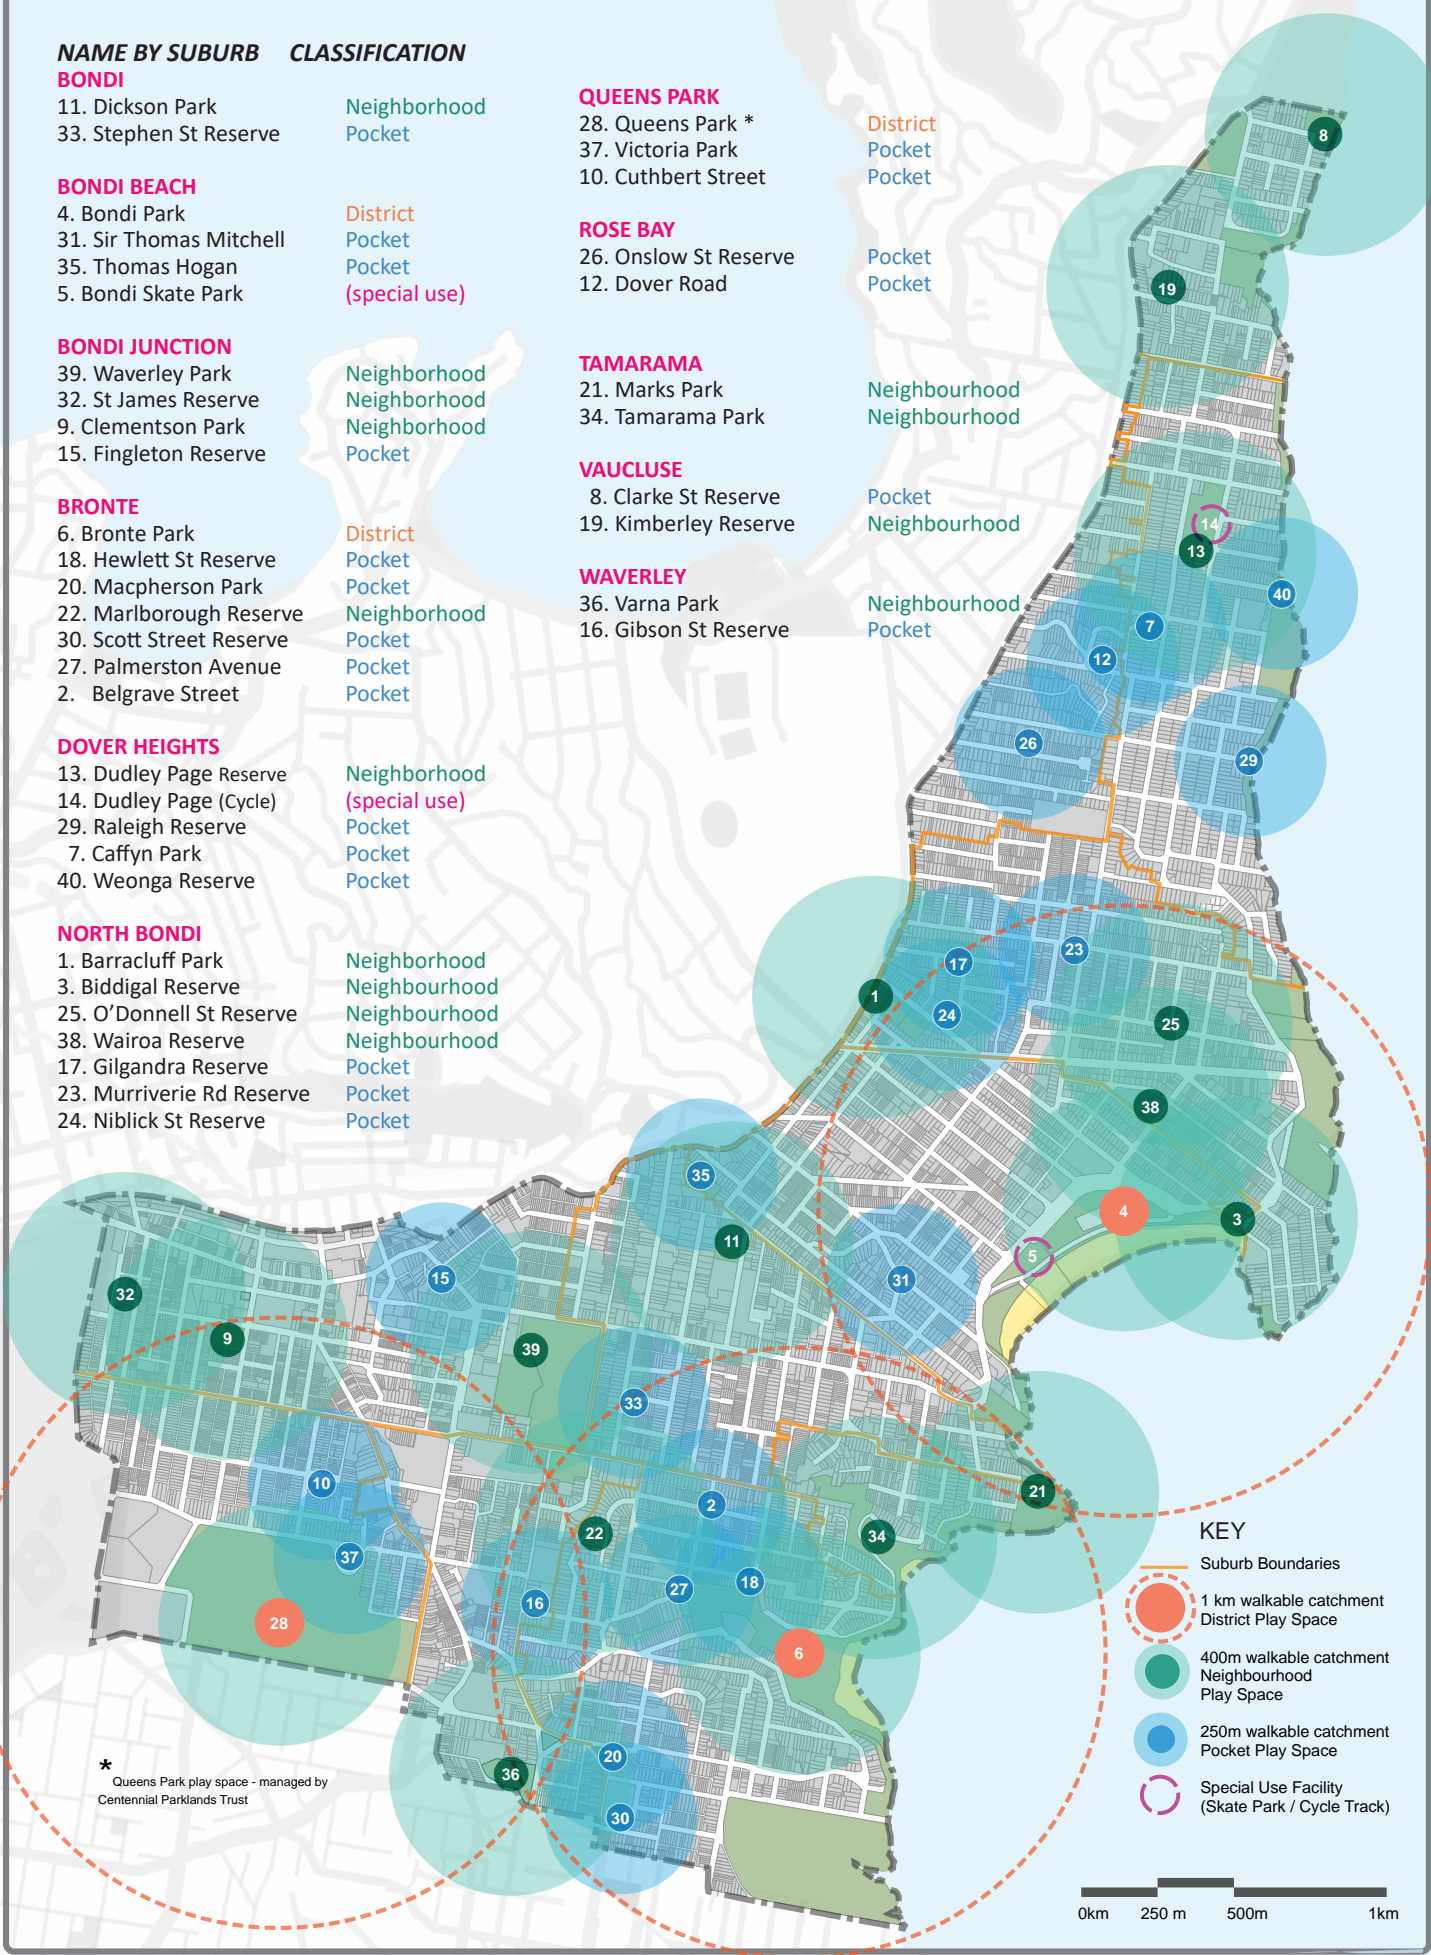 NAME BY SUBURB CLASSIFICATION
BONDI
11. Dickson Park Neighborhood
33. Stephen St Reserve Pocket
BONDI BEACH
4. Bondi Park District
31. Sir Thomas Mitchell Pocket
35. Thomas Hogan Pocket
5. Bondi Skate Park (special use)
BONDI JUNCTION
39. Waverley Park Neighborhood
32. St James Reserve Neighborhood
9. Clementson Park Neighborhood
15. Fingleton Reserve Pocket
BRONTE
6. Bronte Park District
18. Hewlett St Reserve Pocket
20. Macpherson Park Pocket
22. Marlborough Reserve Neighborhood
30. Scott Street Reserve Pocket
27. Palmerston Avenue Pocket
2. Belgrave Street Pocket
DOVER HEIGHTS
13. Dudley Page Reserve Neighborhood
14. Dudley Page (Cycle) (special use)
29. Raleigh Reserve Pocket
7. Caffyn Park Pocket
40. Weonga Reserve Pocket
NORTH BONDI
1. Barracluff Park Neighborhood
3. Biddigal Reserve Neighbourhood
25. O'Donnell St Reserve Neighbourhood
38. Wairoa Reserve Neighbourhood
17. Gilgandra Reserve Pocket
23. Murriverie Rd Reserve Pocket
24. Niblick St Reserve Pocket
QUEENS PARK
28. Queens Park * District
37. Victoria Park Pocket
10. Cuthbert Street Pocket
ROSE BAY
26. Onslow St Reserve Pocket
12. Dover Road Pocket
TAMARAMA
21. Marks Park Neighbourhood
34. Tamarama Park Neighbourhood
VAUCLUSE
8. Clarke St Reserve Pocket
19. Kimberley Reserve Neighbourhood
WAVERLEY
36. Varna Park Neighbourhood
16. Gibson St Reserve Pocket
8
19
14
13
40
7
12
26
29
17
23
1
24
25
38
35
4
3
11
5
15
31
32
9
39
33
10
21
2
22
34
37
18
27
16
28
6
20
36
30
KEY
Suburb Boundaries
1 km walkable catchment
District Play Space
400m walkable catchment
Neighbourhood
Play Space
250m walkable catchment
Pocket Play Space
Special Use Facility
(Skate Park / Cycle Track)
* Queens Park play space - managed by
Centennial Parklands Trust
0km 250 m 500m 1km